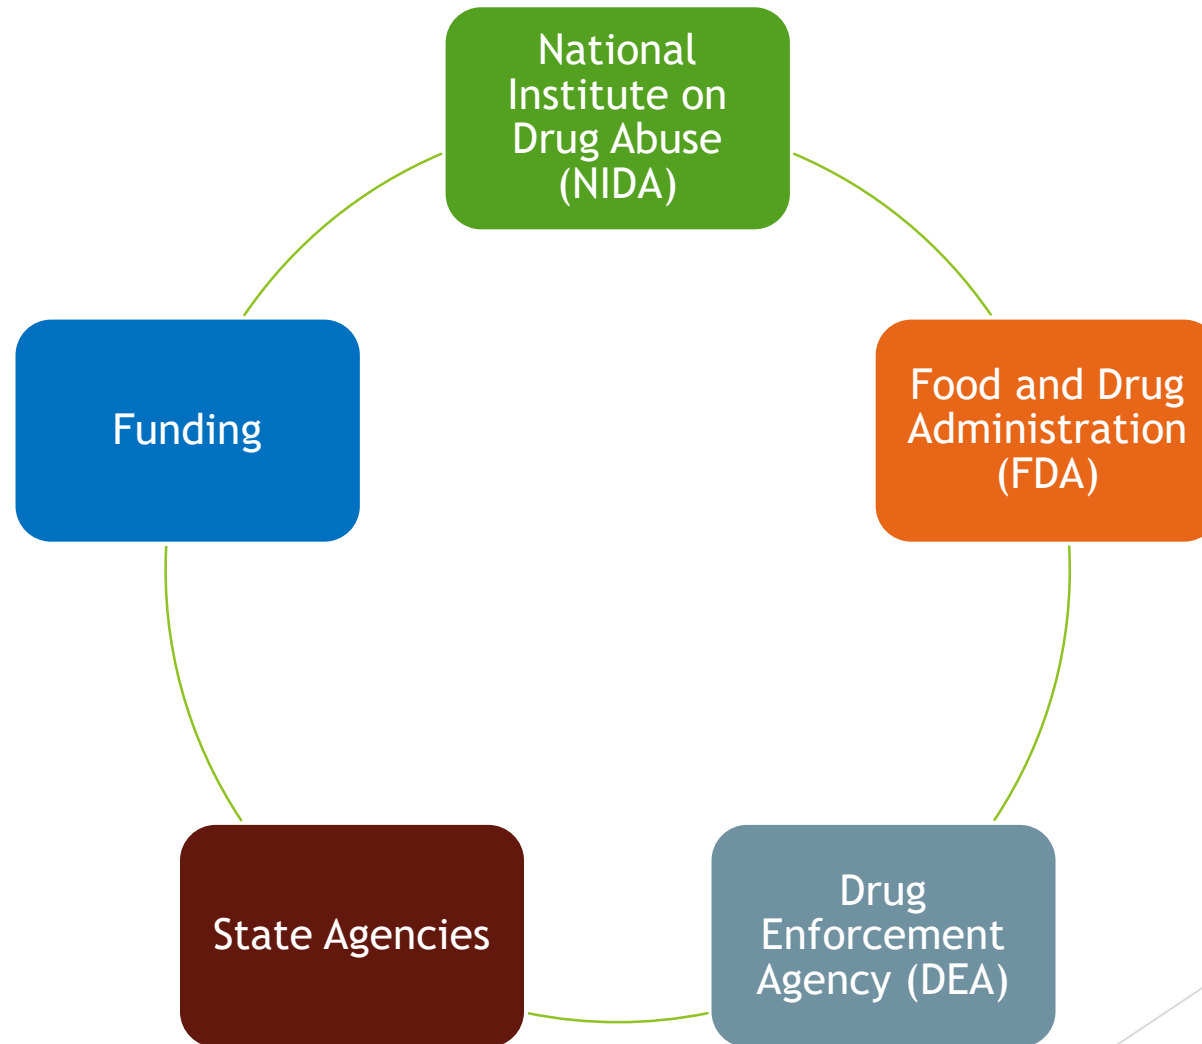 National
Institute on
Drug Abuse
(NIDA)
Food and Drug
Administration
(FDA)
Drug
Enforcement
Agency (DEA)
State Agencies
Funding